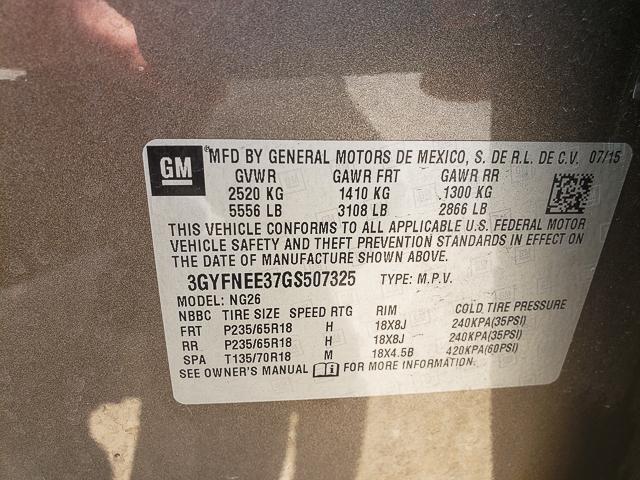 GM ® MFD BY GENERAL MOTORS DE MEXICO, S. DE R.L. DE C.V. 07/15
GVWR GAWR FRT GAWR RR
2520 KG 1410 KG 1300 KG
5556 LB 3108 LB 2866 LB
THIS VEHICLE CONFORMS TO ALL APPLICABLE U.S. FEDERAL MOTOR
VEHICLE SAFETY AND THEFT PREVENTION STANDARDS IN EFFECT ON
THE DATE OF MANUFACTURE SHOWN ABOVE.
3GYFNEE37GS507325 TYPE: M.P.V.
MODEL: NG26
NBBC TIRE SIZE SPEED RTG RIM COLD TIRE PRESSURE
FRT P235/65R18 H 18X8J 240KPA(35PSI)
RR P235/65R18 H 18X8J 240KPA(35PSI)
SPA T135/70R18 M 18X4.5B 420KPA(60PSI)
SEE OWNER'S MANUAL FOR MORE INFORMATION.